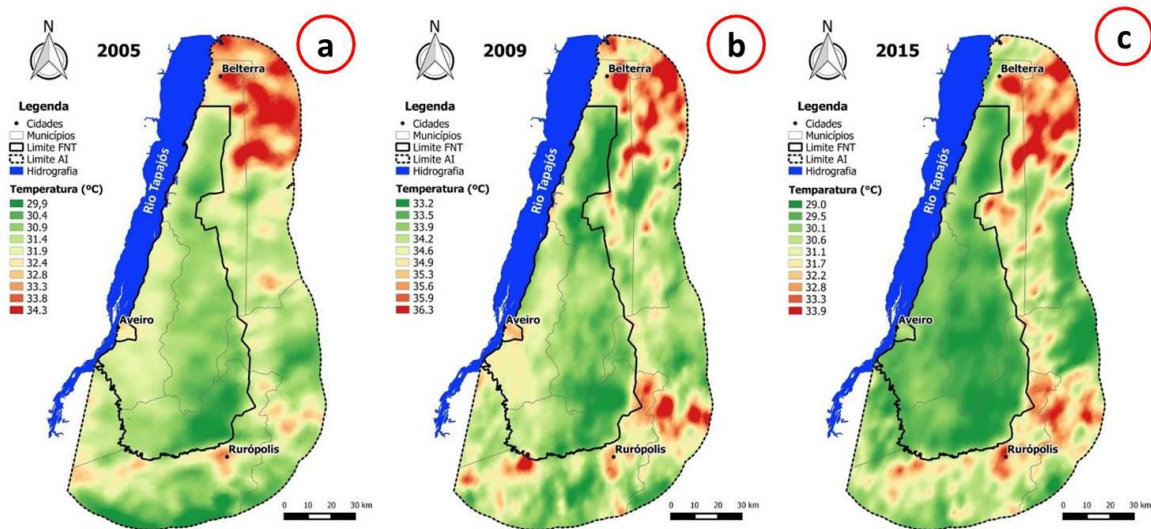 N
2005
a
Belterra
Legenda
Cidades
Municípios
Limite FNT
Limite AI
Hidrografia
Temperatura (ºC)
29,9
30.4
30.9
31.4
31.9
32.4
32.8
33.3
33.8
34.3
Rio Tapajós
Aveiro
Rurópolis
0 10 20 30 km
N
2009
b
Belterra
Legenda
Cidades
Municípios
Limite FNT
Limite AI
Hidrografia
Temperatura (ºC)
33.2
33.5
33.9
34.2
34.6
34.9
35.3
35.6
35.9
36.3
Rio Tapajós
Aveiro
Rurópolis
0 10 20 30 km
N
2015
c
Belterra
Legenda
Cidades
Municípios
Limite FNT
Limite AI
Hidrografia
Temparatura (ºC)
29.0
29.5
30.1
30.6
31.1
31.7
32.2
32.8
33.3
33.9
Rio Tapajós
Aveiro
Rurópolis
0 10 20 30 km